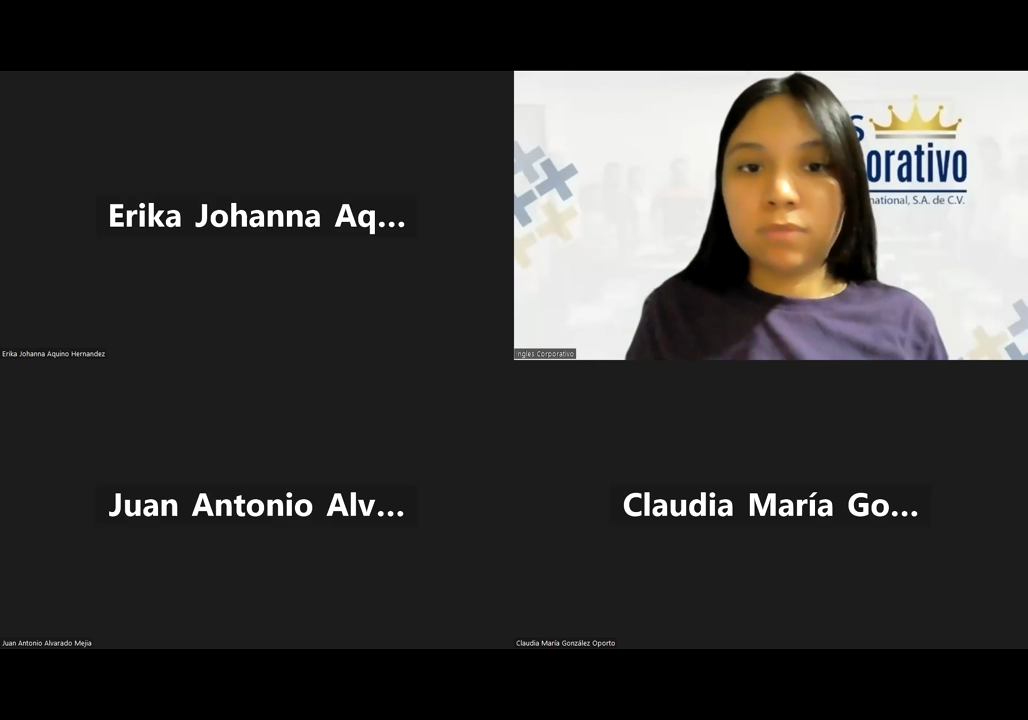 Erika Johanna Aq...
Erika Johanna Aquino Hernandez
s
orativo
national, S.A. de C.V.
Ingles Corporativo
Juan Antonio Alv...
Juan Antonio Alvarado Mejia
Claudia María Go...
Claudia María González Oporto